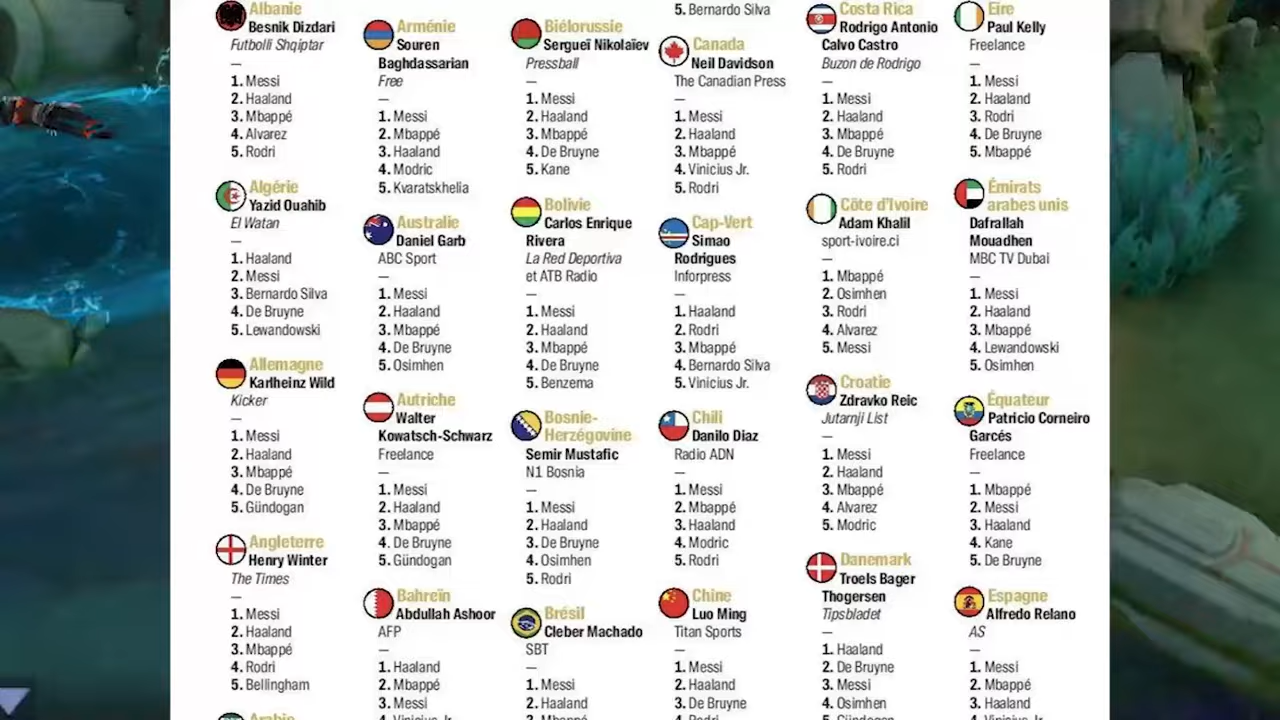 Albanie
Besnik Dizdari
Futbolli Shqiptar
—
1. Messi
2. Haaland
3. Mbappé
4. Alvarez
5. Rodri
Algérie
Yazid Ouahib
El Watan
—
1. Haaland
2. Messi
3. Bernardo Silva
4. De Bruyne
5. Lewandowski
Allemagne
Karlheinz Wild
Kicker
—
1. Messi
2. Haaland
3. Mbappé
4. De Bruyne
5. Gündogan
Angleterre
Henry Winter
The Times
—
1. Messi
2. Haaland
3. Mbappé
4. Rodri
5. Bellingham
Arabie
Arménie
Souren
Baghdassarian
Free
—
1. Messi
2. Mbappé
3. Haaland
4. Modric
5. Kvaratskhelia
Australie
Daniel Garb
ABC Sport
—
1. Messi
2. Haaland
3. Mbappé
4. De Bruyne
5. Osimhen
Autriche
Walter
Kowatsch-Schwarz
Freelance
—
1. Messi
2. Haaland
3. Mbappé
4. De Bruyne
5. Gündogan
Bahreïn
Abdullah Ashoor
AFP
—
1. Haaland
2. Mbappé
3. Messi
4. Vinicius Jr.
Biélorussie
Sergueï Nikolaïev
Pressball
—
1. Messi
2. Haaland
3. Mbappé
4. De Bruyne
5. Kane
Bolivie
Carlos Enrique
Rivera
La Red Deportiva
et ATB Radio
—
1. Messi
2. Haaland
3. Mbappé
4. De Bruyne
5. Benzema
Bosnie-
Herzégovine
Semir Mustafic
N1 Bosnia
—
1. Messi
2. Haaland
3. De Bruyne
4. Osimhen
5. Rodri
Brésil
Cleber Machado
SBT
—
1. Messi
2. Haaland
3. Mbappé
5. Bernardo Silva
Canada
Neil Davidson
The Canadian Press
—
1. Messi
2. Haaland
3. Mbappé
4. Vinicius Jr.
5. Rodri
Cap-Vert
Simao
Rodrigues
Inforpress
—
1. Haaland
2. Rodri
3. Mbappé
4. Bernardo Silva
5. Vinicius Jr.
Chili
Danilo Diaz
Radio ADN
—
1. Messi
2. Mbappé
3. Haaland
4. Modric
5. Rodri
Chine
Luo Ming
Titan Sports
—
1. Messi
2. Haaland
3. De Bruyne
4. Rodri
Costa Rica
Rodrigo Antonio
Calvo Castro
Buzon de Rodrigo
—
1. Messi
2. Haaland
3. Mbappé
4. De Bruyne
5. Rodri
Côte d'Ivoire
Adam Khalil
sport-ivoire.ci
—
1. Mbappé
2. Osimhen
3. Rodri
4. Alvarez
5. Messi
Croatie
Zdravko Reic
Jutarnji List
—
1. Messi
2. Haaland
3. Mbappé
4. Alvarez
5. Modric
Danemark
Troels Bager
Thogersen
Tipsbladet
—
1. Haaland
2. De Bruyne
3. Messi
4. Osimhen
5. Gündogan
Eire
Paul Kelly
Freelance
—
1. Messi
2. Haaland
3. Rodri
4. De Bruyne
5. Mbappé
Émirats
arabes unis
Dafrallah
Mouadhen
MBC TV Dubai
—
1. Messi
2. Haaland
3. Mbappé
4. Lewandowski
5. Osimhen
Équateur
Patricio Corneiro
Garcés
Freelance
—
1. Mbappé
2. Messi
3. Haaland
4. Kane
5. De Bruyne
Espagne
Alfredo Relano
AS
—
1. Messi
2. Mbappé
3. Haaland
4. Vinicius Jr.